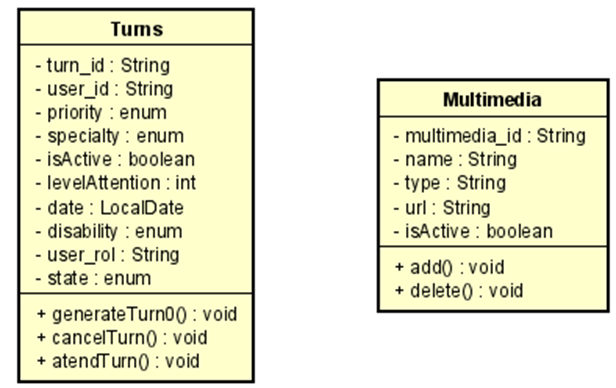 Turns
- turn_id : String
- user_id : String
- priority : enum
- specialty : enum
- isActive : boolean
- levelAttention : int
- date : LocalDate
- disability : enum
- user_rol : String
- state : enum
+ generateTurn0() : void
+ cancelTurn() : void
+ atendTurn() : void
Multimedia
- multimedia_id : String
- name : String
- type : String
- url : String
- isActive : boolean
+ add() : void
+ delete() : void